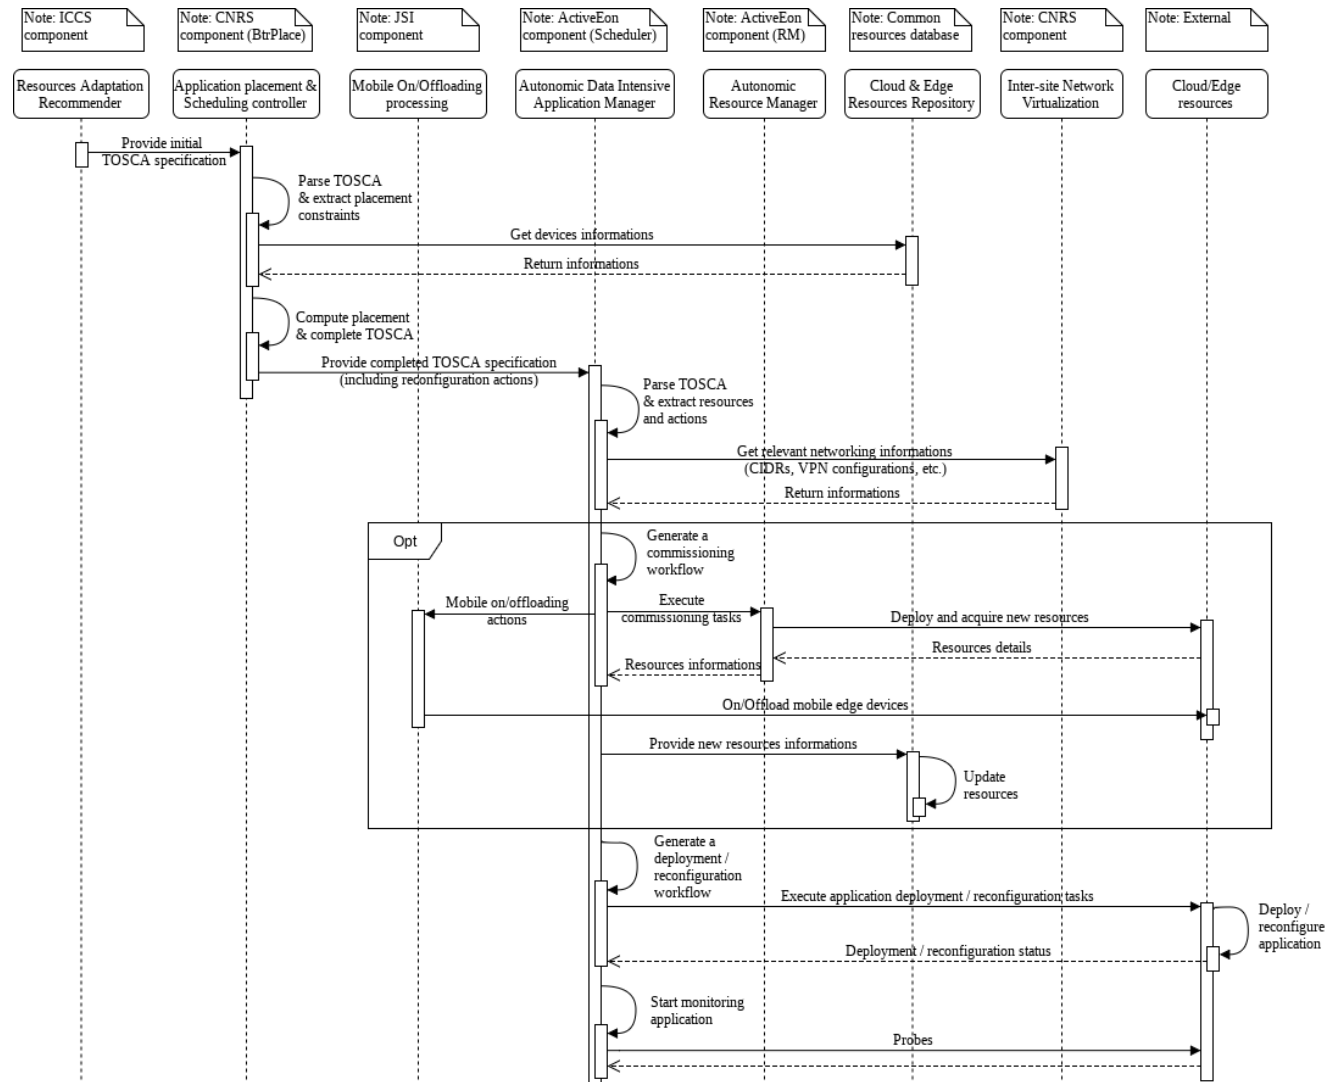 Note: ICCS
component
Note: CNRS
component (BtrPlace)
Note: JSI
component
Note: ActiveEon
component (Scheduler)
Note: ActiveEon
component (RM)
Note: Common
resources database
Note: CNRS
component
Note: External
Resources Adaptation
Recommender
Application placement &
Scheduling controller
Mobile On/Offloading
processing
Autonomic Data Intensive
Application Manager
Autonomic
Resource Manager
Cloud & Edge
Resources Repository
Inter-site Network
Virtualization
Cloud/Edge
resources
Provide initial
TOSCA specification
Parse TOSCA
& extract placement
constraints
Get devices informations
Return informations
Compute placement
& complete TOSCA
Provide completed TOSCA specification
(including reconfiguration actions)
Parse TOSCA
& extract resources
and actions
Get relevant networking informations
(CIDRs, VPN configurations, etc.)
Return informations
Opt
Generate a
commissioning
workflow
Mobile on/offloading
actions
Execute
commissioning tasks
Deploy and acquire new resources
Resources details
Resources informations
On/Offload mobile edge devices
Provide new resources informations
Update
resources
Generate a
deployment /
reconfiguration
workflow
Execute application deployment / reconfiguration tasks
Deploy /
reconfigure
application
Deployment / reconfiguration status
Start monitoring
application
Probes